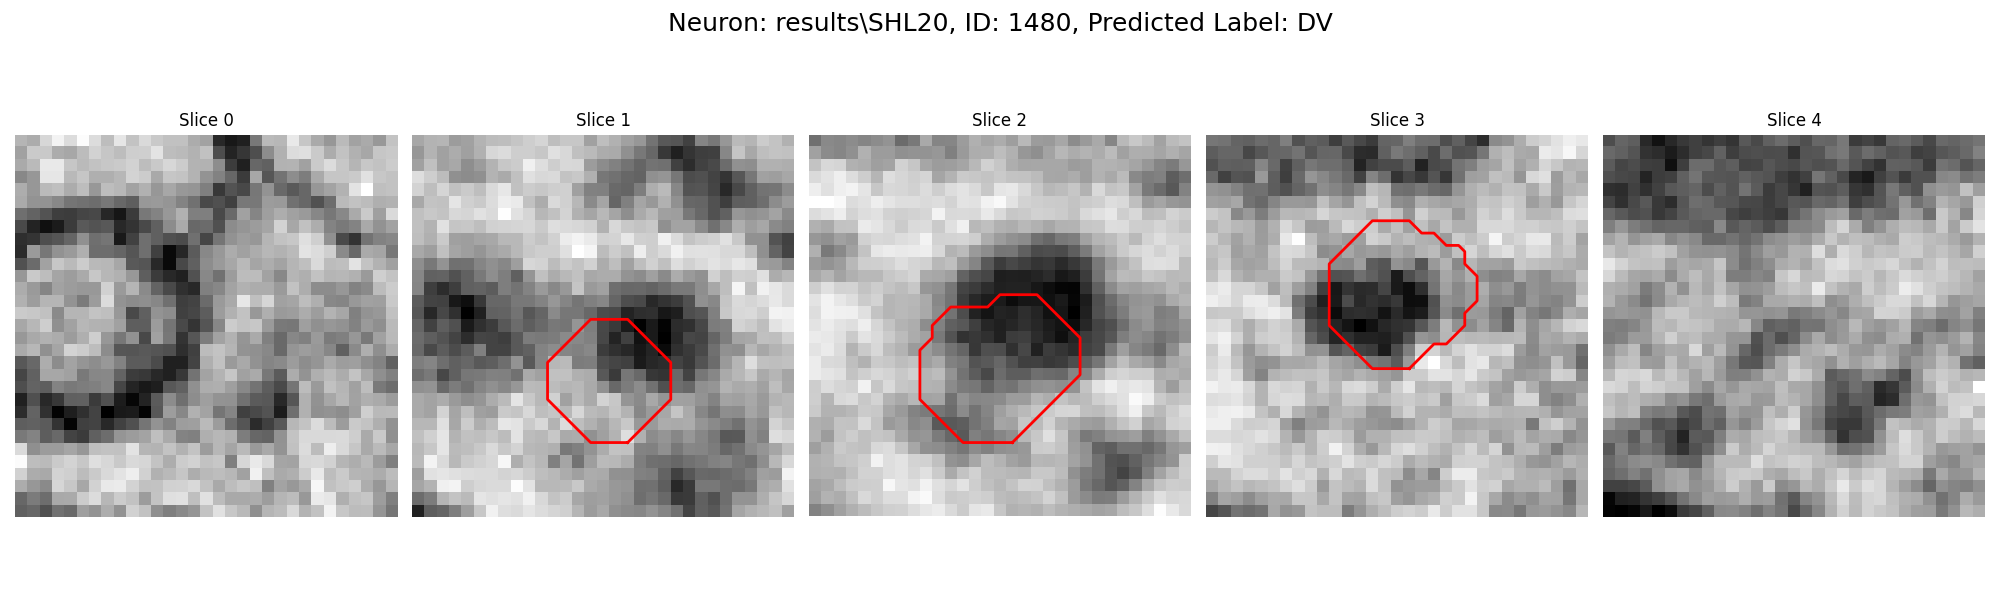 Neuron: results\SHL20, ID: 1480, Predicted Label: DV
Slice 0
Slice 1
Slice 2
Slice 3
Slice 4